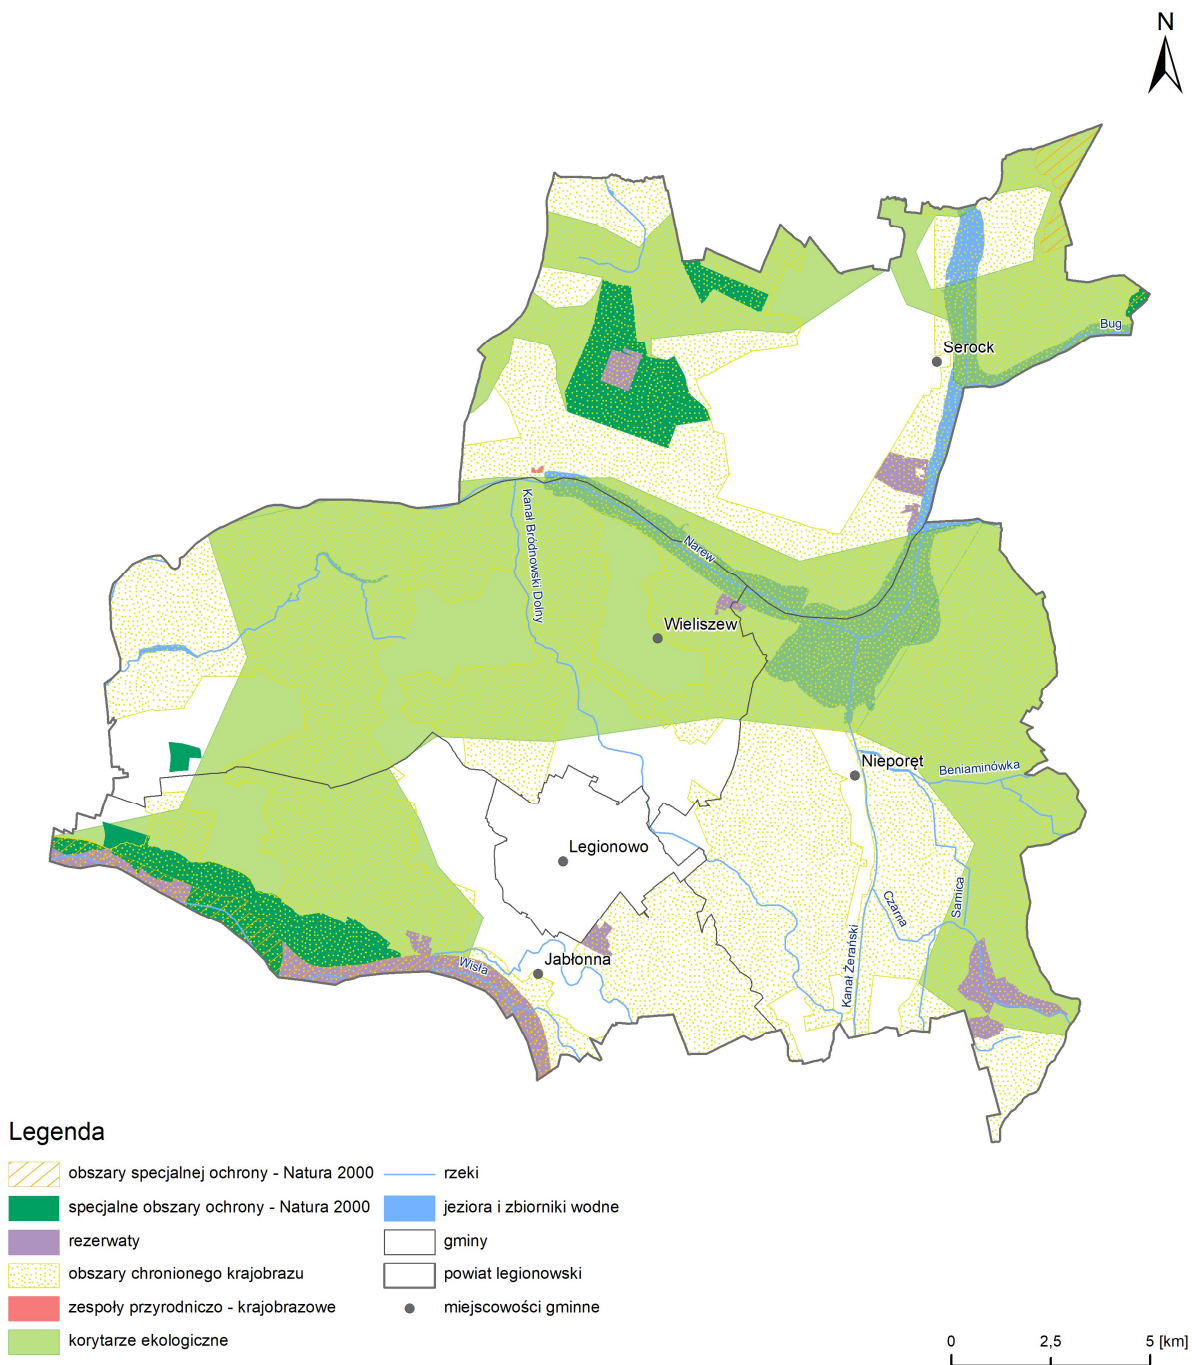 N
Bug
Serock
Kanał Bródnowski Dolny
Narew
Wieliszew
Nieporęt
Beniaminówka
Legionowo
Czarna
Samica
Kanał Żerański
Wisła
Jabłonna
Legenda
obszary specjalnej ochrony - Natura 2000
rzeki
specjalne obszary ochrony - Natura 2000
jeziora i zbiorniki wodne
rezerwaty
gminy
obszary chronionego krajobrazu
powiat legionowski
zespoły przyrodniczo - krajobrazowe
miejscowości gminne
korytarze ekologiczne
0 2,5 5 [km]